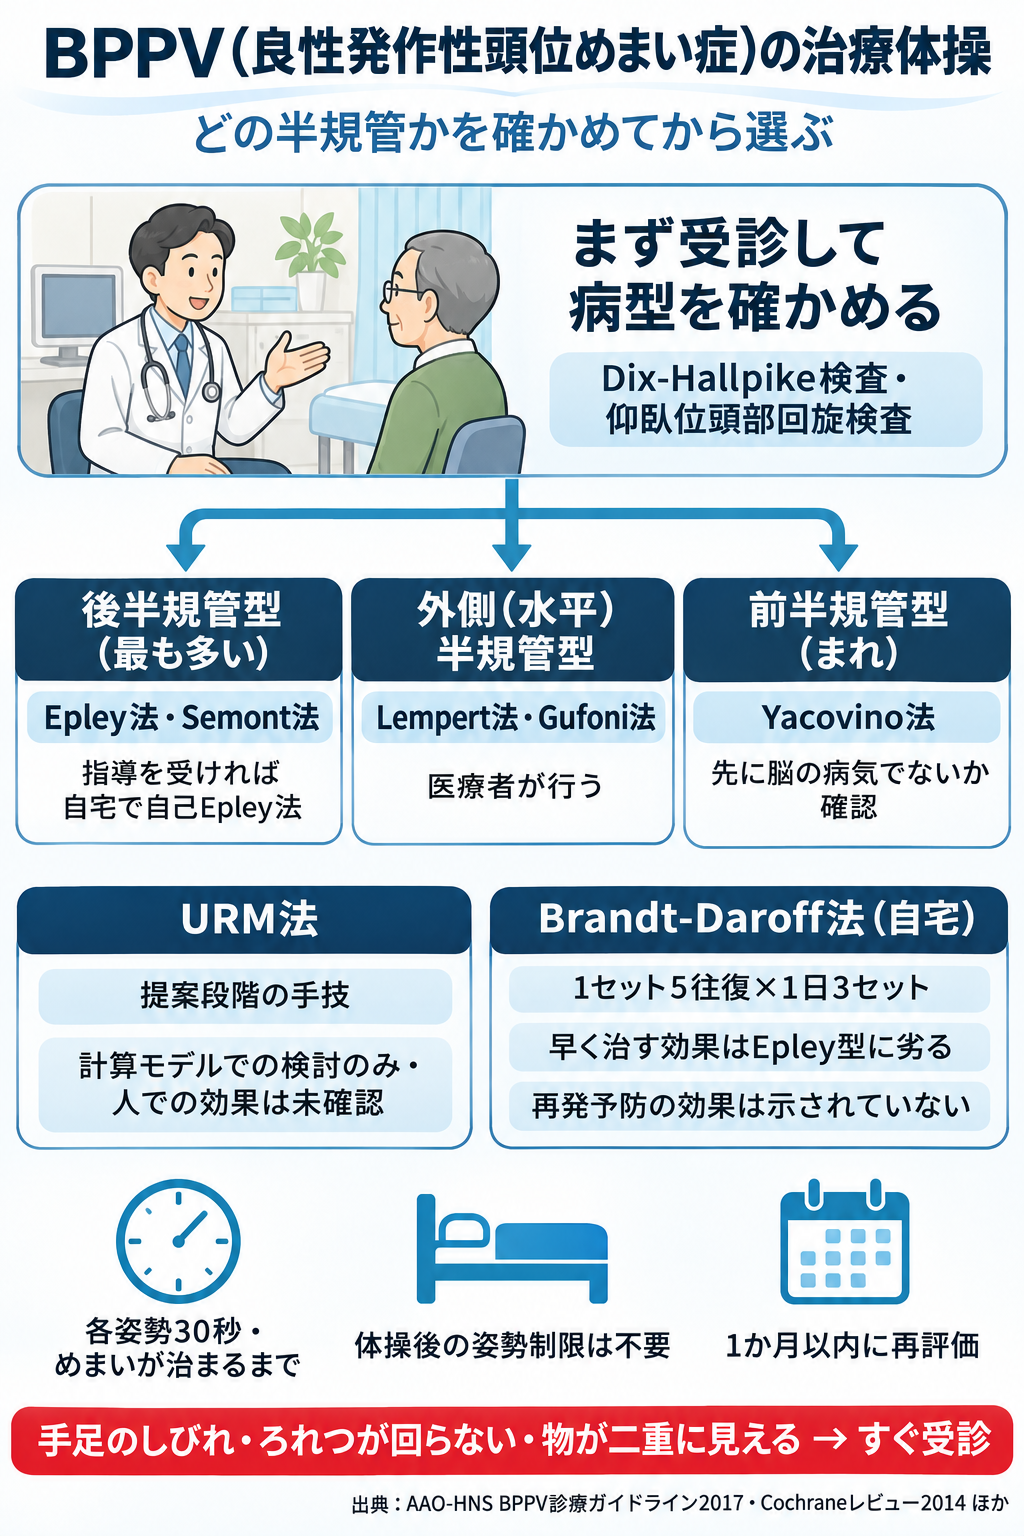 BPPV（良性発作性頭位めまい症）の治療体操
どの半規管かを確かめてから選ぶ
まず受診して
病型を確かめる
Dix-Hallpike検査・
仰臥位頭部回旋検査
後半規管型
（最も多い）
Epley法・Semont法
指導を受ければ
自宅で自己Epley法
外側（水平）
半規管型
Lempert法・Gufoni法
医療者が行う
前半規管型
（まれ）
Yacovino法
先に脳の病気でないか
確認
URM法
提案段階の手技
計算モデルでの検討のみ・
人での効果は未確認
Brandt-Daroff法（自宅）
1セット5往復×1日3セット
早く治す効果はEpley型に劣る
再発予防の効果は示されていない
各姿勢30秒・
めまいが治まるまで
体操後の姿勢制限は不要
1か月以内に再評価
手足のしびれ・ろれつが回らない・物が二重に見える → すぐ受診
出典：AAO-HNS BPPV診療ガイドライン2017・Cochraneレビュー2014 ほか